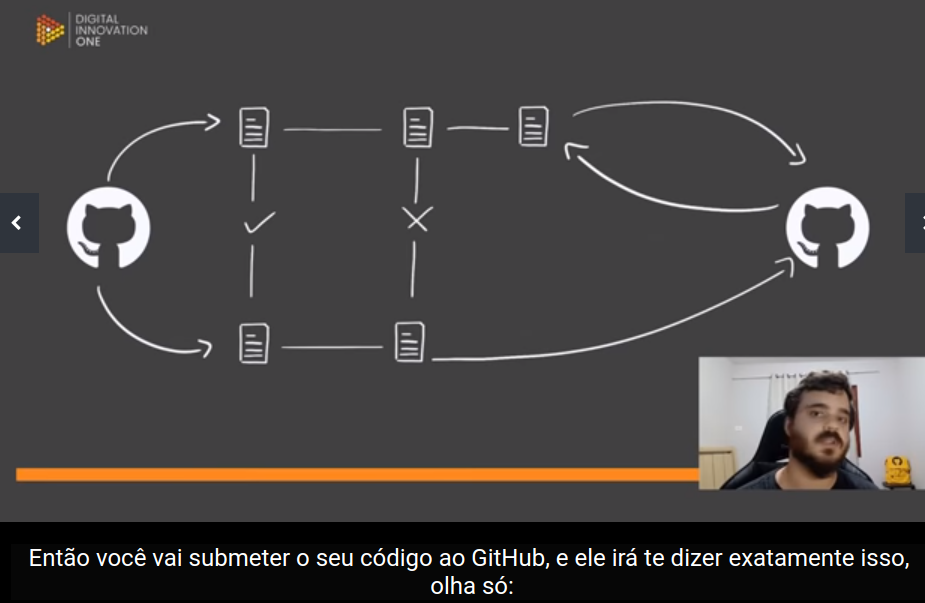 DIGITAL
INNOVATION
ONE
Então você vai submeter o seu código ao GitHub, e ele irá te dizer exatamente isso,
olha só: